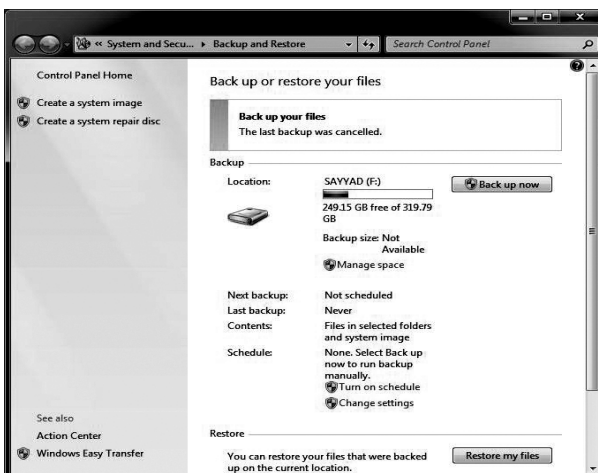 « System and Secu... ▸ Backup and Restore
Search Control Panel
Control Panel Home
Create a system image
Create a system repair disc
See also
Action Center
Windows Easy Transfer
Back up or restore your files
Back up your files
The last backup was cancelled.
Backup
Location:
SAYYAD (F:)
Back up now
249.15 GB free of 319.79
GB
Backup size: Not
Available
Manage space
Next backup: Not scheduled
Last backup: Never
Contents: Files in selected folders
and system image
Schedule: None. Select Back up
now to run backup
manually.
Turn on schedule
Change settings
Restore
You can restore your files that were backed
up on the current location.
Restore my files